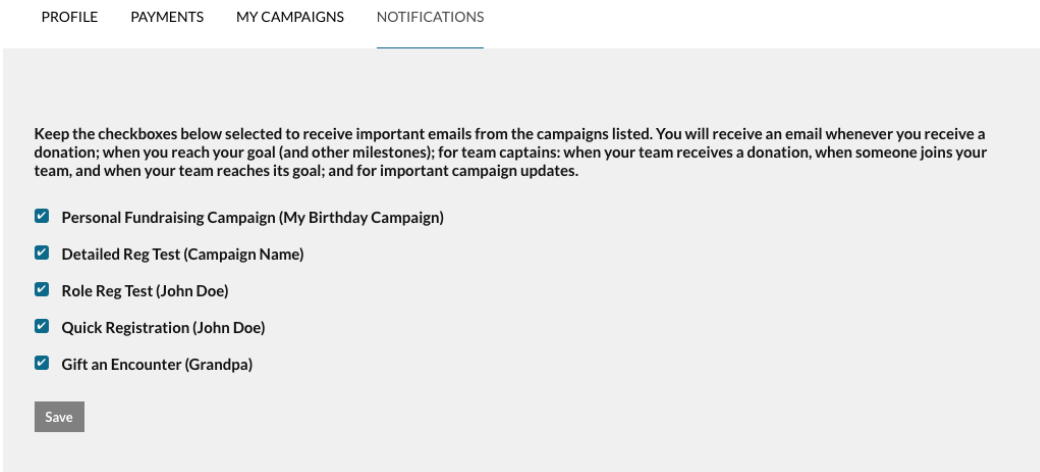 PROFILE PAYMENTS MY CAMPAIGNS NOTIFICATIONS
Keep the checkboxes below selected to receive important emails from the campaigns listed. You will receive an email whenever you receive a
donation; when you reach your goal (and other milestones); for team captains: when your team receives a donation, when someone joins your
team, and when your team reaches its goal; and for important campaign updates.
Personal Fundraising Campaign (My Birthday Campaign)
Detailed Reg Test (Campaign Name)
Role Reg Test (John Doe)
Quick Registration (John Doe)
Gift an Encounter (Grandpa)
Save